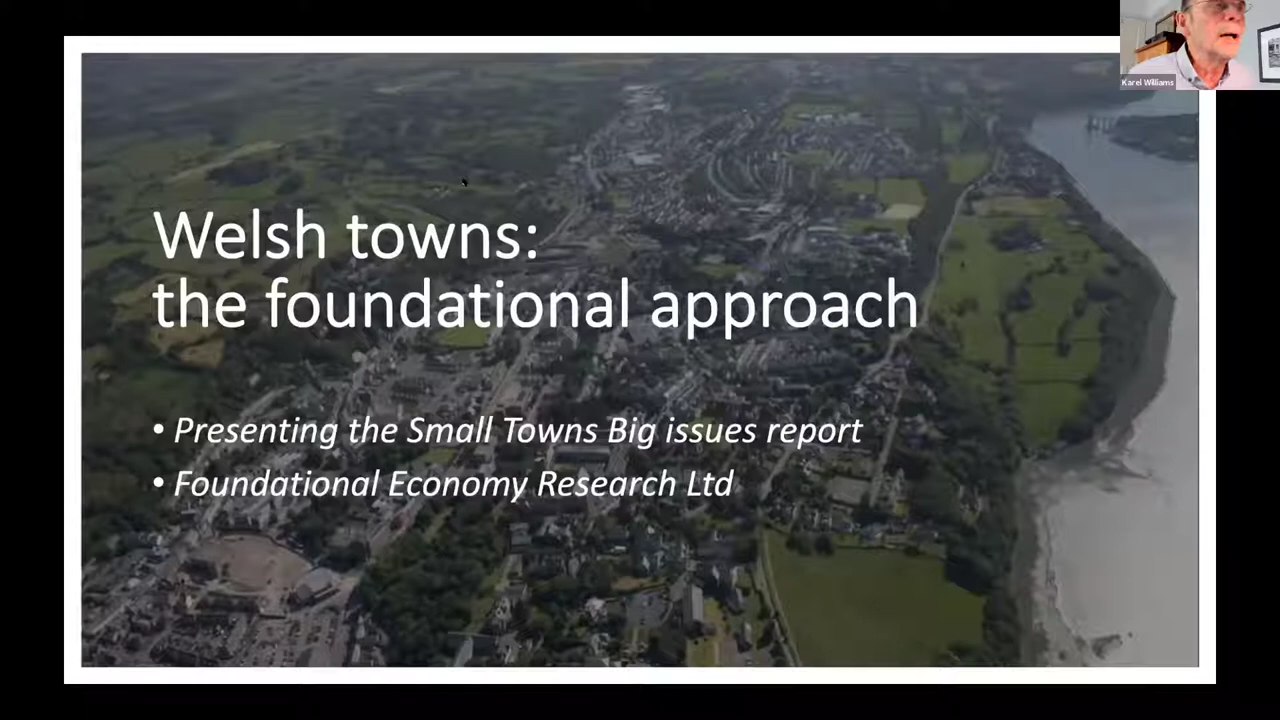 Karel Williams
Welsh towns:
the foundational approach
• Presenting the Small Towns Big issues report
• Foundational Economy Research Ltd